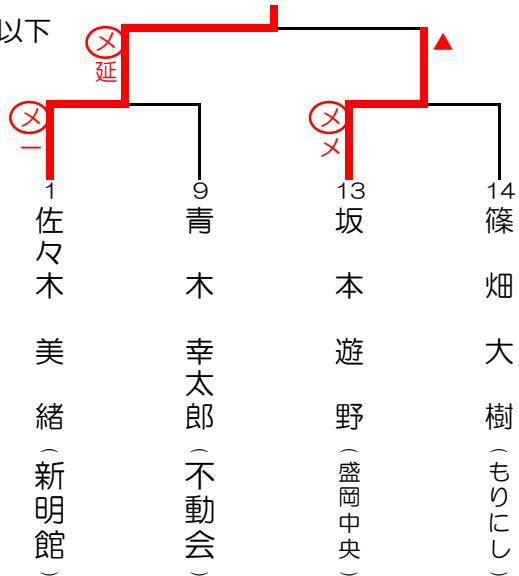 以下
メ
延
▲
メ
一
メ
メ
1
佐々木 美 緒 (新明館)
9
青 木 幸太郎 (不動会)
13
坂 本 遊 野 (盛岡中央)
14
篠 畑 大 樹 (もりにし)